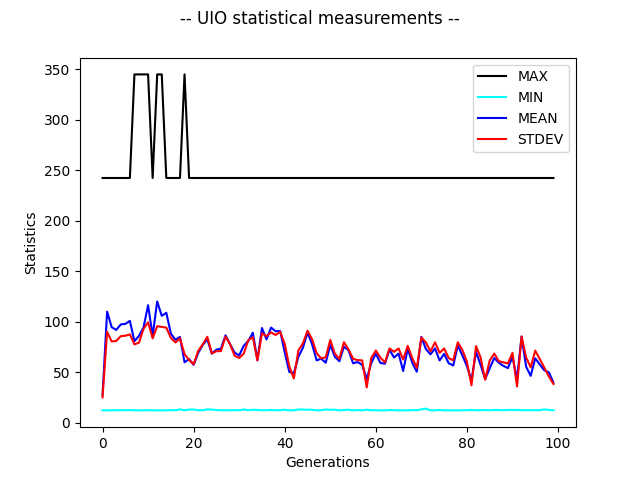 -- UIO statistical measurements --
350
300
250
200
150
100
50
0
Statistics
MAX
MIN
MEAN
STDEV
0 20 40 60 80 100
Generations